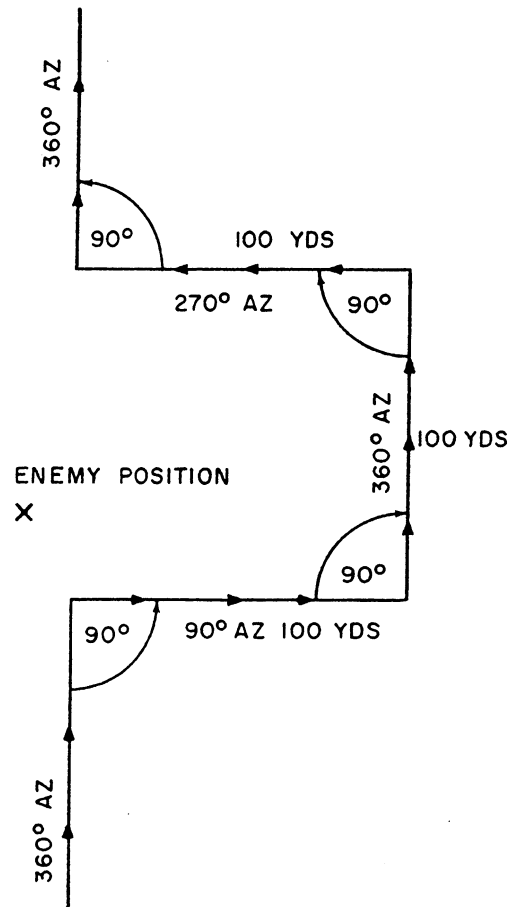 360° AZ
90°
100 YDS
270° AZ
90°
360° AZ
100 YDS
ENEMY POSITION
X
90°
90°
90° AZ 100 YDS
360° AZ